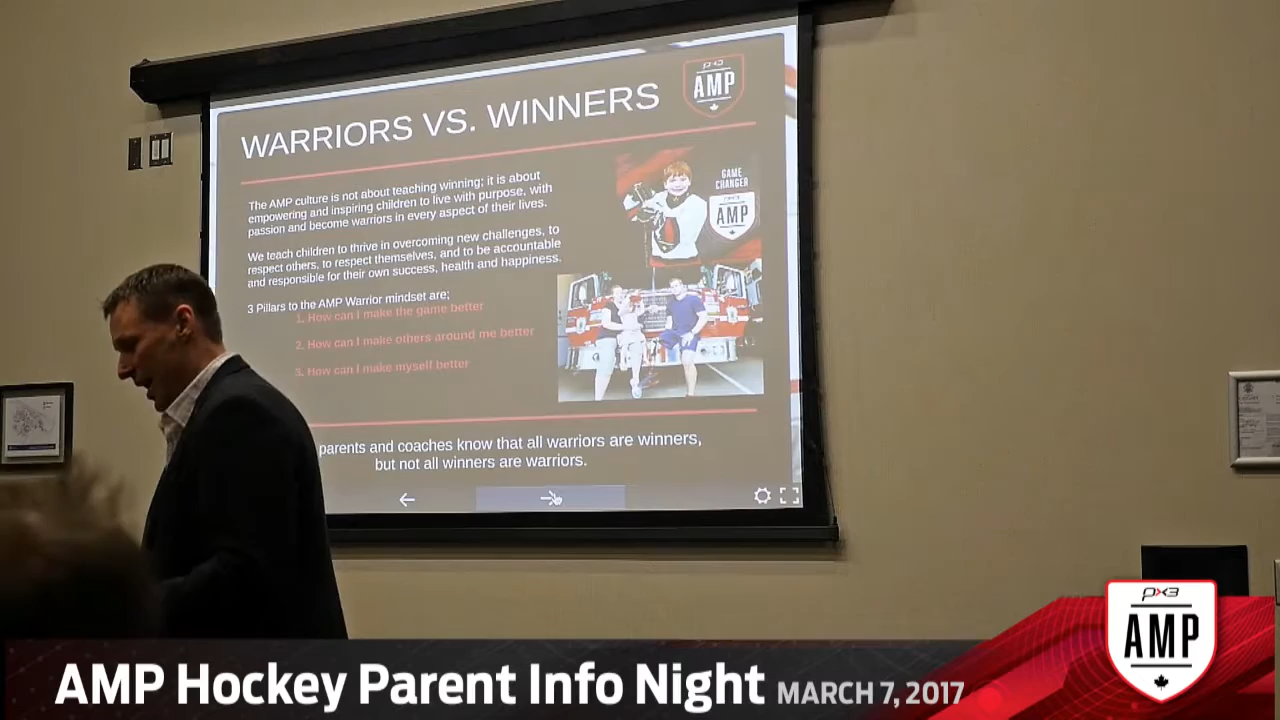 WARRIORS VS. WINNERS
PX3
AMP
The AMP culture is not about teaching winning; it is about
empowering and inspiring children to live with purpose, with
passion and become warriors in every aspect of their lives.
We teach children to thrive in overcoming new challenges, to
respect others, to respect themselves, and to be accountable
and responsible for their own success, health and happiness.
3 Pillars to the AMP Warrior mindset are;
1. How can I make the game better
2. How can I make others around me better
3. How can I make myself better
GAME
CHANGER
AMP
parents and coaches know that all warriors are winners,
but not all winners are warriors.
PX3
AMP
AMP Hockey Parent Info Night MARCH 7, 2017